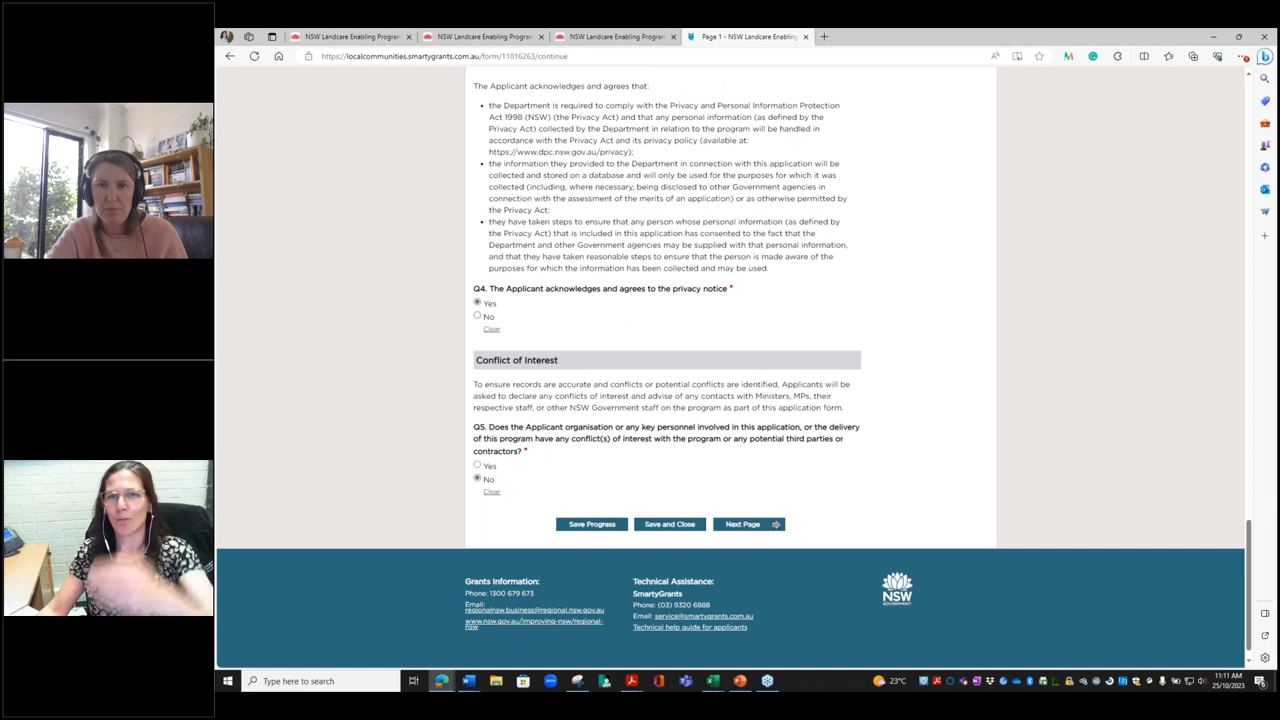 NSW Landcare Enabling Program
NSW Landcare Enabling Program
NSW Landcare Enabling Program
Page 1 - NSW Landcare Enabling
https://localcommunities.smartygrants.com.au/form/11016263/continue
The Applicant acknowledges and agrees that:
• the Department is required to comply with the Privacy and Personal Information Protection
Act 1998 (NSW) (the Privacy Act) and that any personal information (as defined by the
Privacy Act) collected by the Department in relation to the program will be handled in
accordance with the Privacy Act and its privacy policy (available at:
https://www.dpc.nsw.gov.au/privacy);
• the information they provided to the Department in connection with this application will be
collected and stored on a database and will only be used for the purposes for which it was
collected (including, where necessary, being disclosed to other Government agencies in
connection with the assessment of the merits of an application) or as otherwise permitted by
the Privacy Act;
• they have taken steps to ensure that any person whose personal information (as defined by
the Privacy Act) that is included in this application has consented to the fact that the
Department and other Government agencies may be supplied with that personal information,
and that they have taken reasonable steps to ensure that the person is made aware of the
purposes for which the information has been collected and may be used.
Q4. The Applicant acknowledges and agrees to the privacy notice *
Yes
No
Clear
Conflict of Interest
To ensure records are accurate and conflicts or potential conflicts are identified, Applicants will be
asked to declare any conflicts of interest and advise of any contacts with Ministers, MPs, their
respective staff, or other NSW Government staff on the program as part of this application form.
Q5. Does the Applicant organisation or any key personnel involved in this application, or the delivery
of this program have any conflict(s) of interest with the program or any potential third parties or
contractors? *
Yes
No
Clear
Save Progress Save and Close Next Page
Grants Information:
Phone: 1300 679 673
Email:
regionalnsw.business@regional.nsw.gov.au
www.nsw.gov.au/improving-nsw/regional-
nsw
Technical Assistance:
SmartyGrants
Phone: (03) 9320 6888
Email: service@smartygrants.com.au
Technical help guide for applicants
NSW
GOVERNMENT
Type here to search
23°C
11:11 AM
25/10/2023